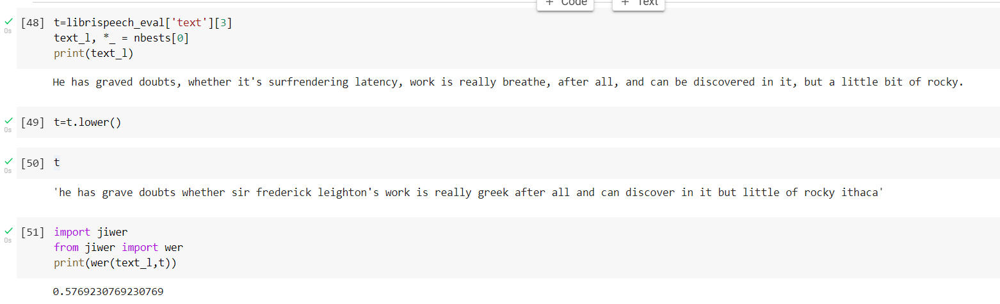 + Code + Text
[48] t=librispeech_eval['text'][3]
0s
text_l, *_ = nbests[0]
print(text_l)
He has graved doubts, whether it's surfrendering latency, work is really breathe, after all, and can be discovered in it, but a little bit of rocky.
[49] t=t.lower()
0s
[50] t
0s
'he has grave doubts whether sir frederick leighton's work is really greek after all and can discover in it but little of rocky ithaca'
[51] import jiwer
0s
from jiwer import wer
print(wer(text_l,t))
0.5769230769230769